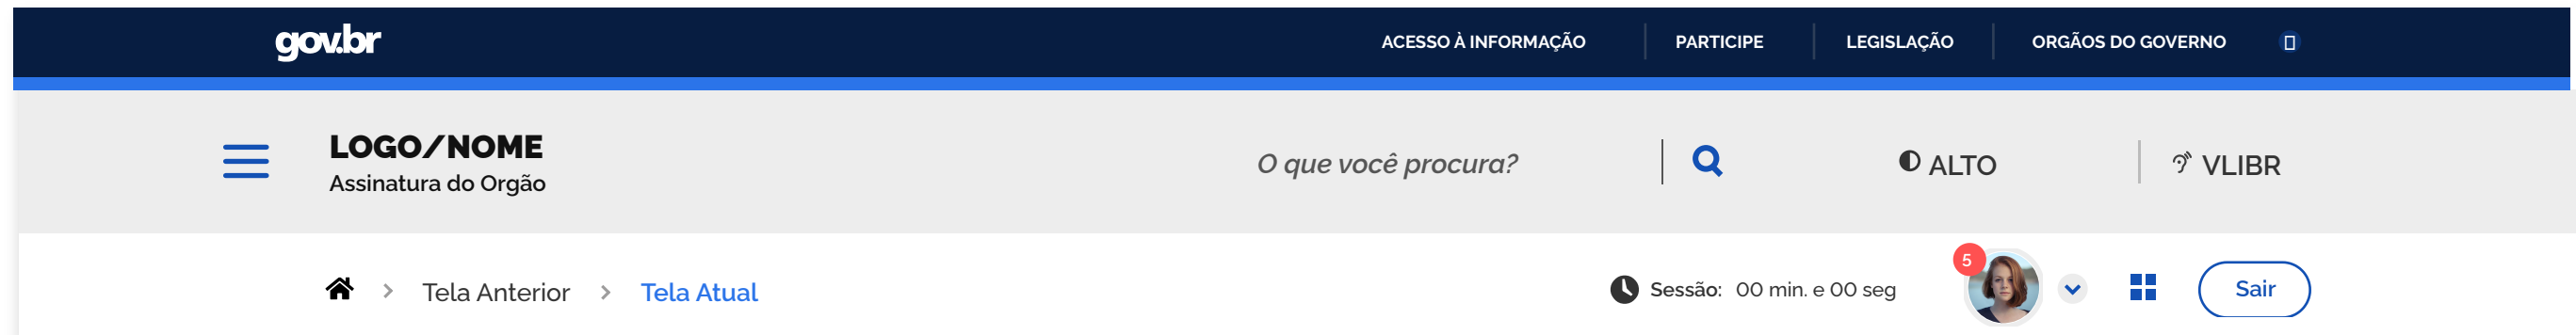 gov.br
ACESSO À INFORMAÇÃO
PARTICIPE
LEGISLAÇÃO
ORGÃOS DO GOVERNO
LOGO/NOME
Assinatura do Orgão
O que você procura?
ALTO
VLIBR
Tela Anterior
Tela Atual
Sessão: 00 min. e 00 seg
5
Sair